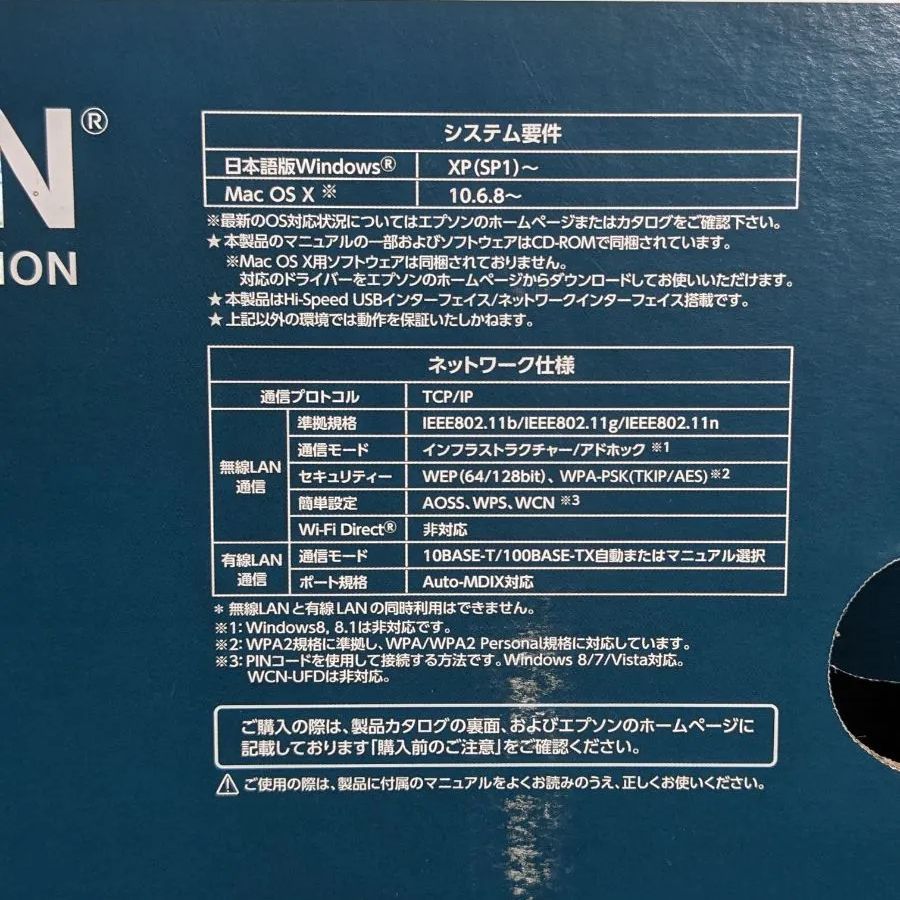 N®
ION
システム要件
日本語版Windows® XP(SP1)～
Mac OS X ※ 10.6.8～
※最新のOS対応状況についてはエプソンのホームページまたはカタログをご確認下さい。
★本製品のマニュアルの一部およびソフトウェアはCD-ROMで同梱されています。
※Mac OS X用ソフトウェアは同梱されておりません。
対応のドライバーをエプソンのホームページからダウンロードしてお使いいただけます。
★本製品はHi-Speed USBインターフェイス/ネットワークインターフェイス搭載です。
★上記以外の環境では動作を保証いたしかねます。
ネットワーク仕様
通信プロトコル TCP/IP
無線LAN通信
準拠規格 IEEE802.11b/IEEE802.11g/IEEE802.11n
通信モード インフラストラクチャー/アドホック ※1
セキュリティー WEP(64/128bit)、WPA-PSK(TKIP/AES)※2
簡単設定 AOSS、WPS、WCN ※3
Wi-Fi Direct® 非対応
有線LAN通信
通信モード 10BASE-T/100BASE-TX自動またはマニュアル選択
ポート規格 Auto-MDIX対応
＊無線LANと有線LANの同時利用はできません。
※1：Windows8, 8.1は非対応です。
※2：WPA2規格に準拠し、WPA/WPA2 Personal規格に対応しています。
※3：PINコードを使用して接続する方法です。Windows 8/7/Vista対応。
WCN-UFDは非対応。
ご購入の際は、製品カタログの裏面、およびエプソンのホームページに
記載しております「購入前のご注意」をご確認ください。
⚠ご使用の際は、製品に付属のマニュアルをよくお読みのうえ、正しくお使いください。